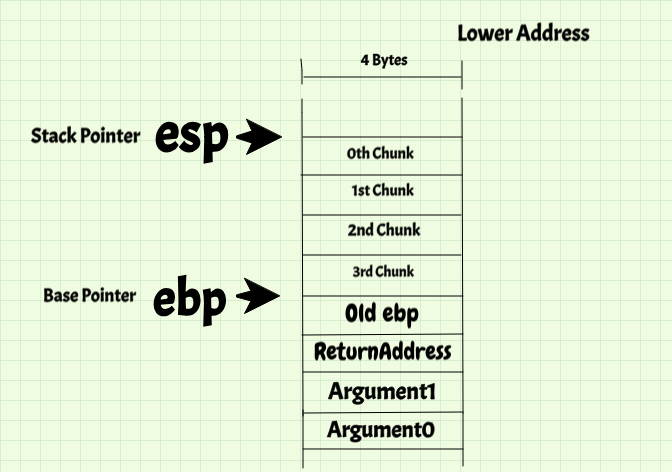 Lower Address
4 Bytes
Stack Pointer esp
0th Chunk
1st Chunk
2nd Chunk
3rd Chunk
Base Pointer ebp
Old ebp
ReturnAddress
Argument1
Argument0